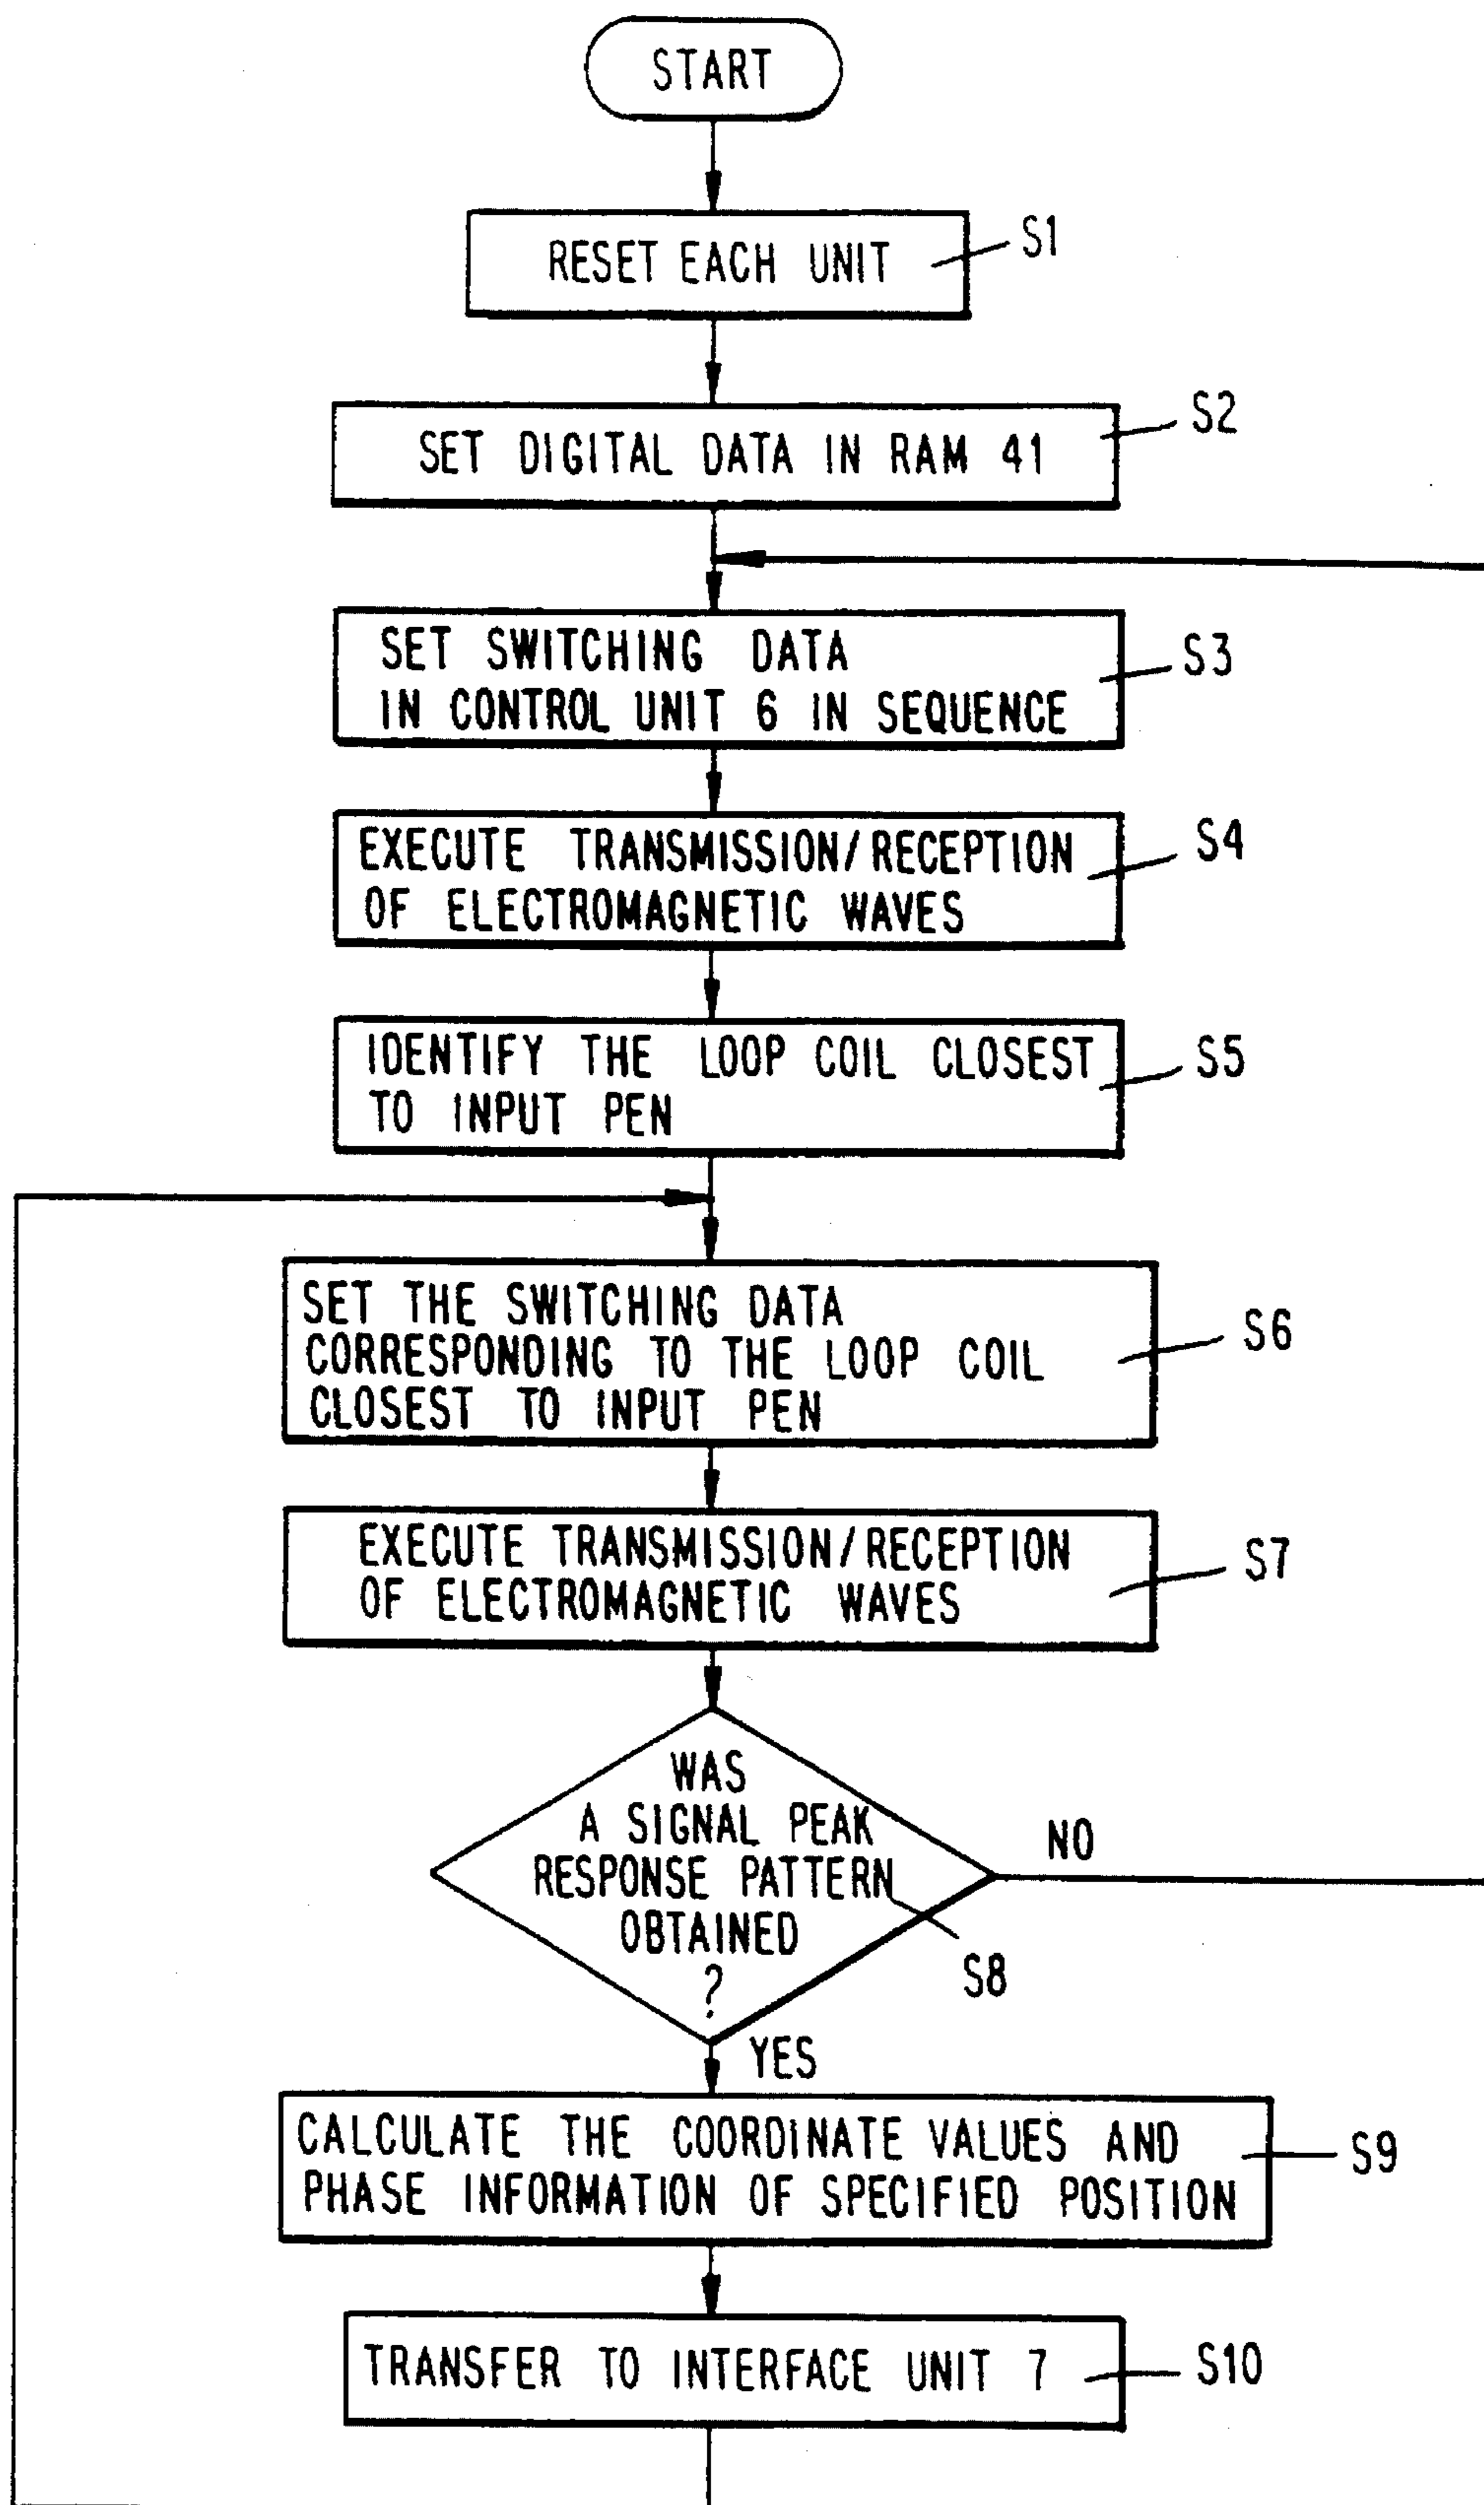 START
RESET EACH UNIT
S1
SET DIGITAL DATA IN RAM 41
S2
SET SWITCHING DATA
IN CONTROL UNIT 6 IN SEQUENCE
S3
EXECUTE TRANSMISSION/RECEPTION
OF ELECTROMAGNETIC WAVES
S4
IDENTIFY THE LOOP COIL CLOSEST
TO INPUT PEN
S5
SET THE SWITCHING DATA
CORRESPONDING TO THE LOOP COIL
CLOSEST TO INPUT PEN
S6
EXECUTE TRANSMISSION/RECEPTION
OF ELECTROMAGNETIC WAVES
S7
WAS
A SIGNAL PEAK
RESPONSE PATTERN
OBTAINED
?
NO
S8
YES
CALCULATE THE COORDINATE VALUES AND
PHASE INFORMATION OF SPECIFIED POSITION
S9
TRANSFER TO INTERFACE UNIT 7
S10